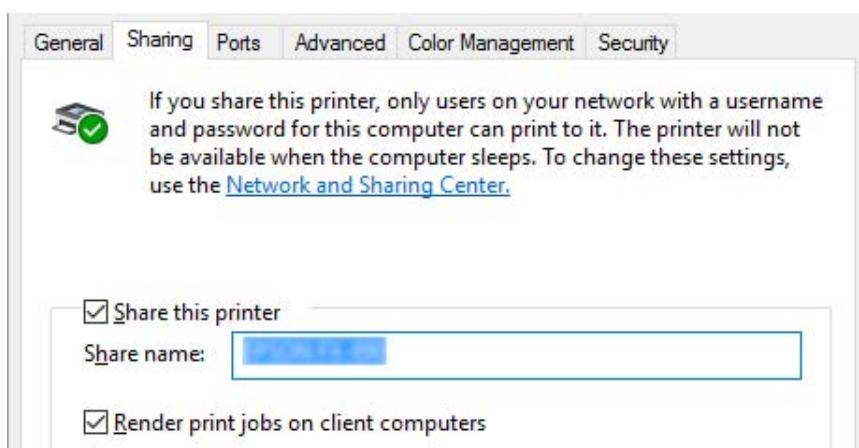 General Sharing Ports Advanced Color Management Security
If you share this printer, only users on your network with a username
and password for this computer can print to it. The printer will not
be available when the computer sleeps. To change these settings,
use the Network and Sharing Center.
Share this printer
Share name:
Render print jobs on client computers